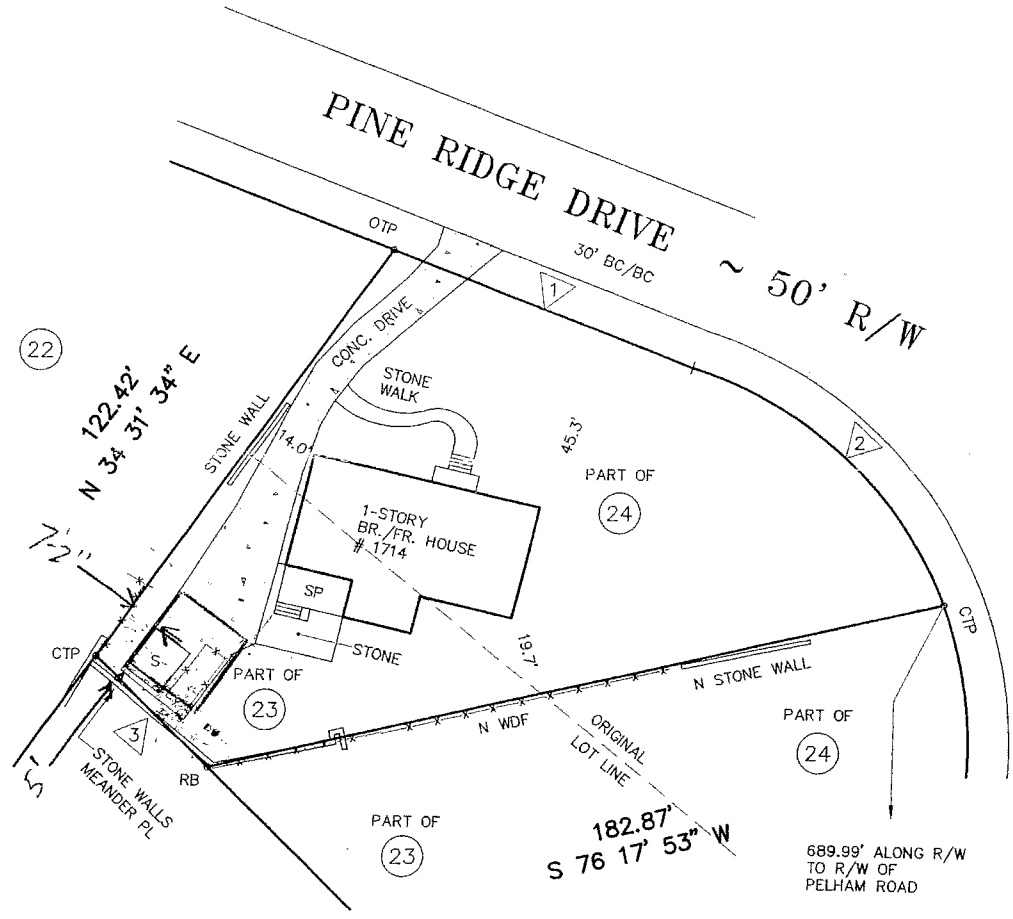 PINE RIDGE DRIVE ~ 50' R/W
30' BC/BC
OTP
1
2
22
122.42'
N 34 31' 34" E
CONC. DRIVE
STONE
WALK
STONE WALL
14.0'
45.3'
PART OF
24
1-STORY
BR./FR. HOUSE
# 1714
7'-2"
SP
CTP
CTP
S-
STONE
19.7'
PART OF
23
N STONE WALL
N WDF
ORIGINAL
LOT LINE
PART OF
24
3
RB
5'
STONE WALLS
MEANDER PL
PART OF
23
182.87'
S 76 17' 53" W
689.99' ALONG R/W
TO R/W OF
PELHAM ROAD